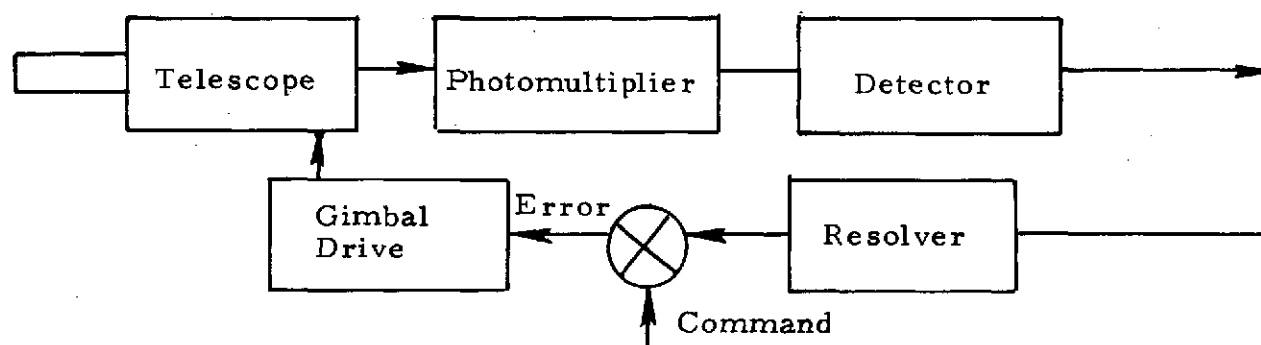 Telescope
Photomultiplier
Detector
Gimbal
Drive
Error
Resolver
Command